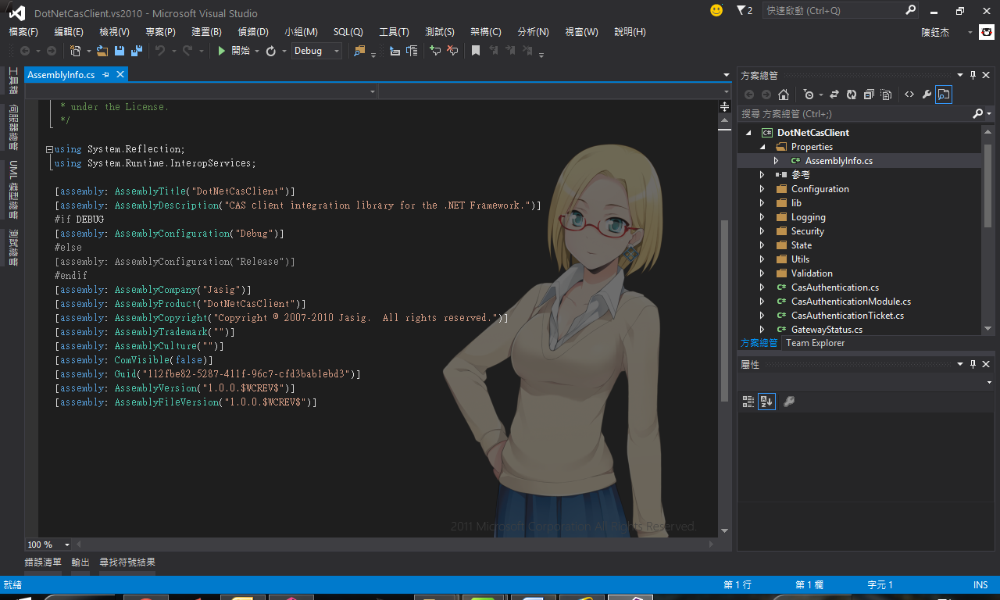 DotNetCasClient.vs2010 - Microsoft Visual Studio
2
快速啟動 (Ctrl+Q)
檔案(F) 編輯(E) 檢視(V) 專案(P) 建置(B) 偵錯(D) 小組(M) SQL(Q) 工具(T) 測試(S) 架構(C) 分析(N) 視窗(W) 說明(H)
陳鈺杰
開始 Debug
工具箱
伺服器總管
UML 模型總管
測試總管
AssemblyInfo.cs
* under the License.
*/
using System.Reflection;
using System.Runtime.InteropServices;
[assembly: AssemblyTitle("DotNetCasClient")]
[assembly: AssemblyDescription("CAS client integration library for the .NET Framework.")]
#if DEBUG
[assembly: AssemblyConfiguration("Debug")]
#else
[assembly: AssemblyConfiguration("Release")]
#endif
[assembly: AssemblyCompany("Jasig")]
[assembly: AssemblyProduct("DotNetCasClient")]
[assembly: AssemblyCopyright("Copyright © 2007-2010 Jasig.  All rights reserved.")]
[assembly: AssemblyTrademark("")]
[assembly: AssemblyCulture("")]
[assembly: ComVisible(false)]
[assembly: Guid("112fbe82-5287-411f-96c7-cfd3bab1ebd3")]
[assembly: AssemblyVersion("1.0.0.$WCREV$")]
[assembly: AssemblyFileVersion("1.0.0.$WCREV$")]
2011 Microsoft Corporation All Rights Reserved.
100 %
方案總管
搜尋 方案總管 (Ctrl+;)
DotNetCasClient
Properties
AssemblyInfo.cs
參考
Configuration
lib
Logging
Security
State
Utils
Validation
CasAuthentication.cs
CasAuthenticationModule.cs
CasAuthenticationTicket.cs
GatewayStatus.cs
方案總管 Team Explorer
屬性
錯誤清單 輸出 尋找符號結果
就緒 第 1 行 第 1 欄 字元 1 INS